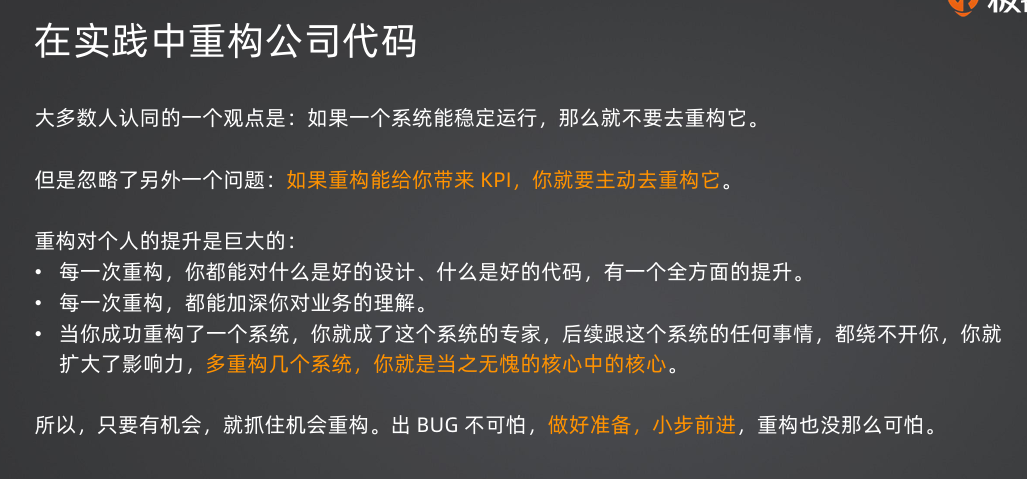 在实践中重构公司代码
大多数人认同的一个观点是：如果一个系统能稳定运行，那么就不要去重构它。
但是忽略了另外一个问题：如果重构能给你带来 KPI，你就要主动去重构它。
重构对个人的提升是巨大的：
• 每一次重构，你都能对什么是好的设计、什么是好的代码，有一个全方面的提升。
• 每一次重构，都能加深你对业务的理解。
• 当你成功重构了一个系统，你就成了这个系统的专家，后续跟这个系统的任何事情，都绕不开你，你就
扩大了影响力，多重构几个系统，你就是当之无愧的核心中的核心。
所以，只要有机会，就抓住机会重构。出 BUG 不可怕，做好准备，小步前进，重构也没那么可怕。